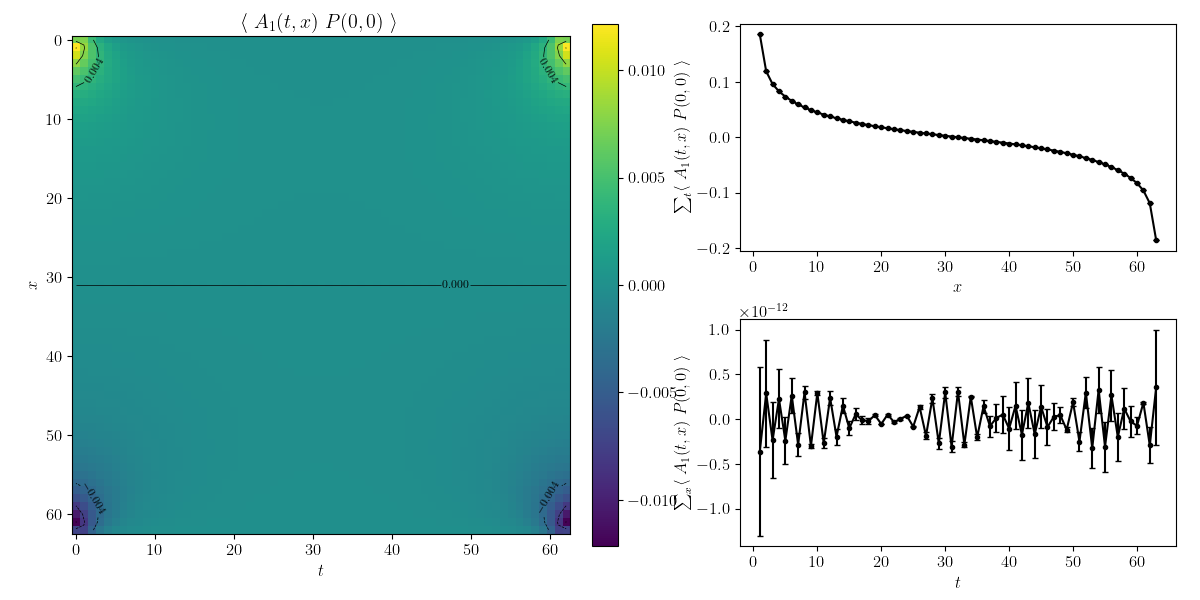 ⟨ A₁(t, x) P(0, 0) ⟩
0
10
20
30
40
50
60
x
0 10 20 30 40 50 60
t
0.004
0.004
0.000
−0.004
−0.004
0.010
0.005
0.000
−0.005
−0.010
∑ₜ⟨ A₁(t, x) P(0, 0) ⟩
0.2
0.1
0.0
−0.1
−0.2
0 10 20 30 40 50 60
x
×10⁻¹²
∑ₓ⟨ A₁(t, x) P(0, 0) ⟩
1.0
0.5
0.0
−0.5
−1.0
0 10 20 30 40 50 60
t